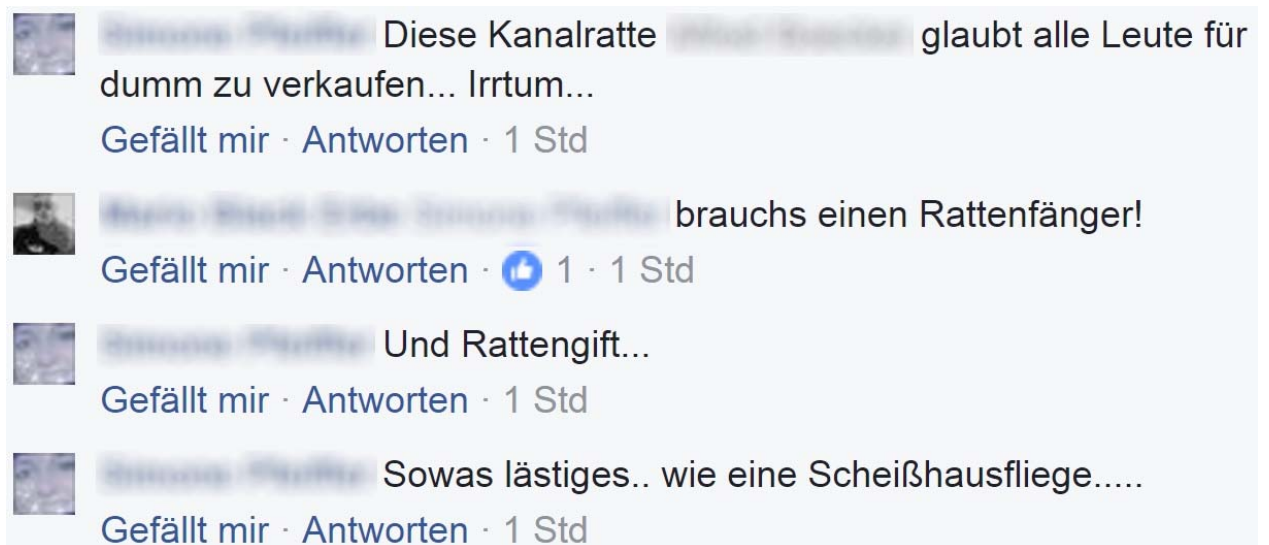 Diese Kanalratte glaubt alle Leute für
dumm zu verkaufen... Irrtum...
Gefällt mir · Antworten · 1 Std
brauchs einen Rattenfänger!
Gefällt mir · Antworten · 1 · 1 Std
Und Rattengift...
Gefällt mir · Antworten · 1 Std
Sowas lästiges.. wie eine Scheißhausfliege.....
Gefällt mir · Antworten · 1 Std